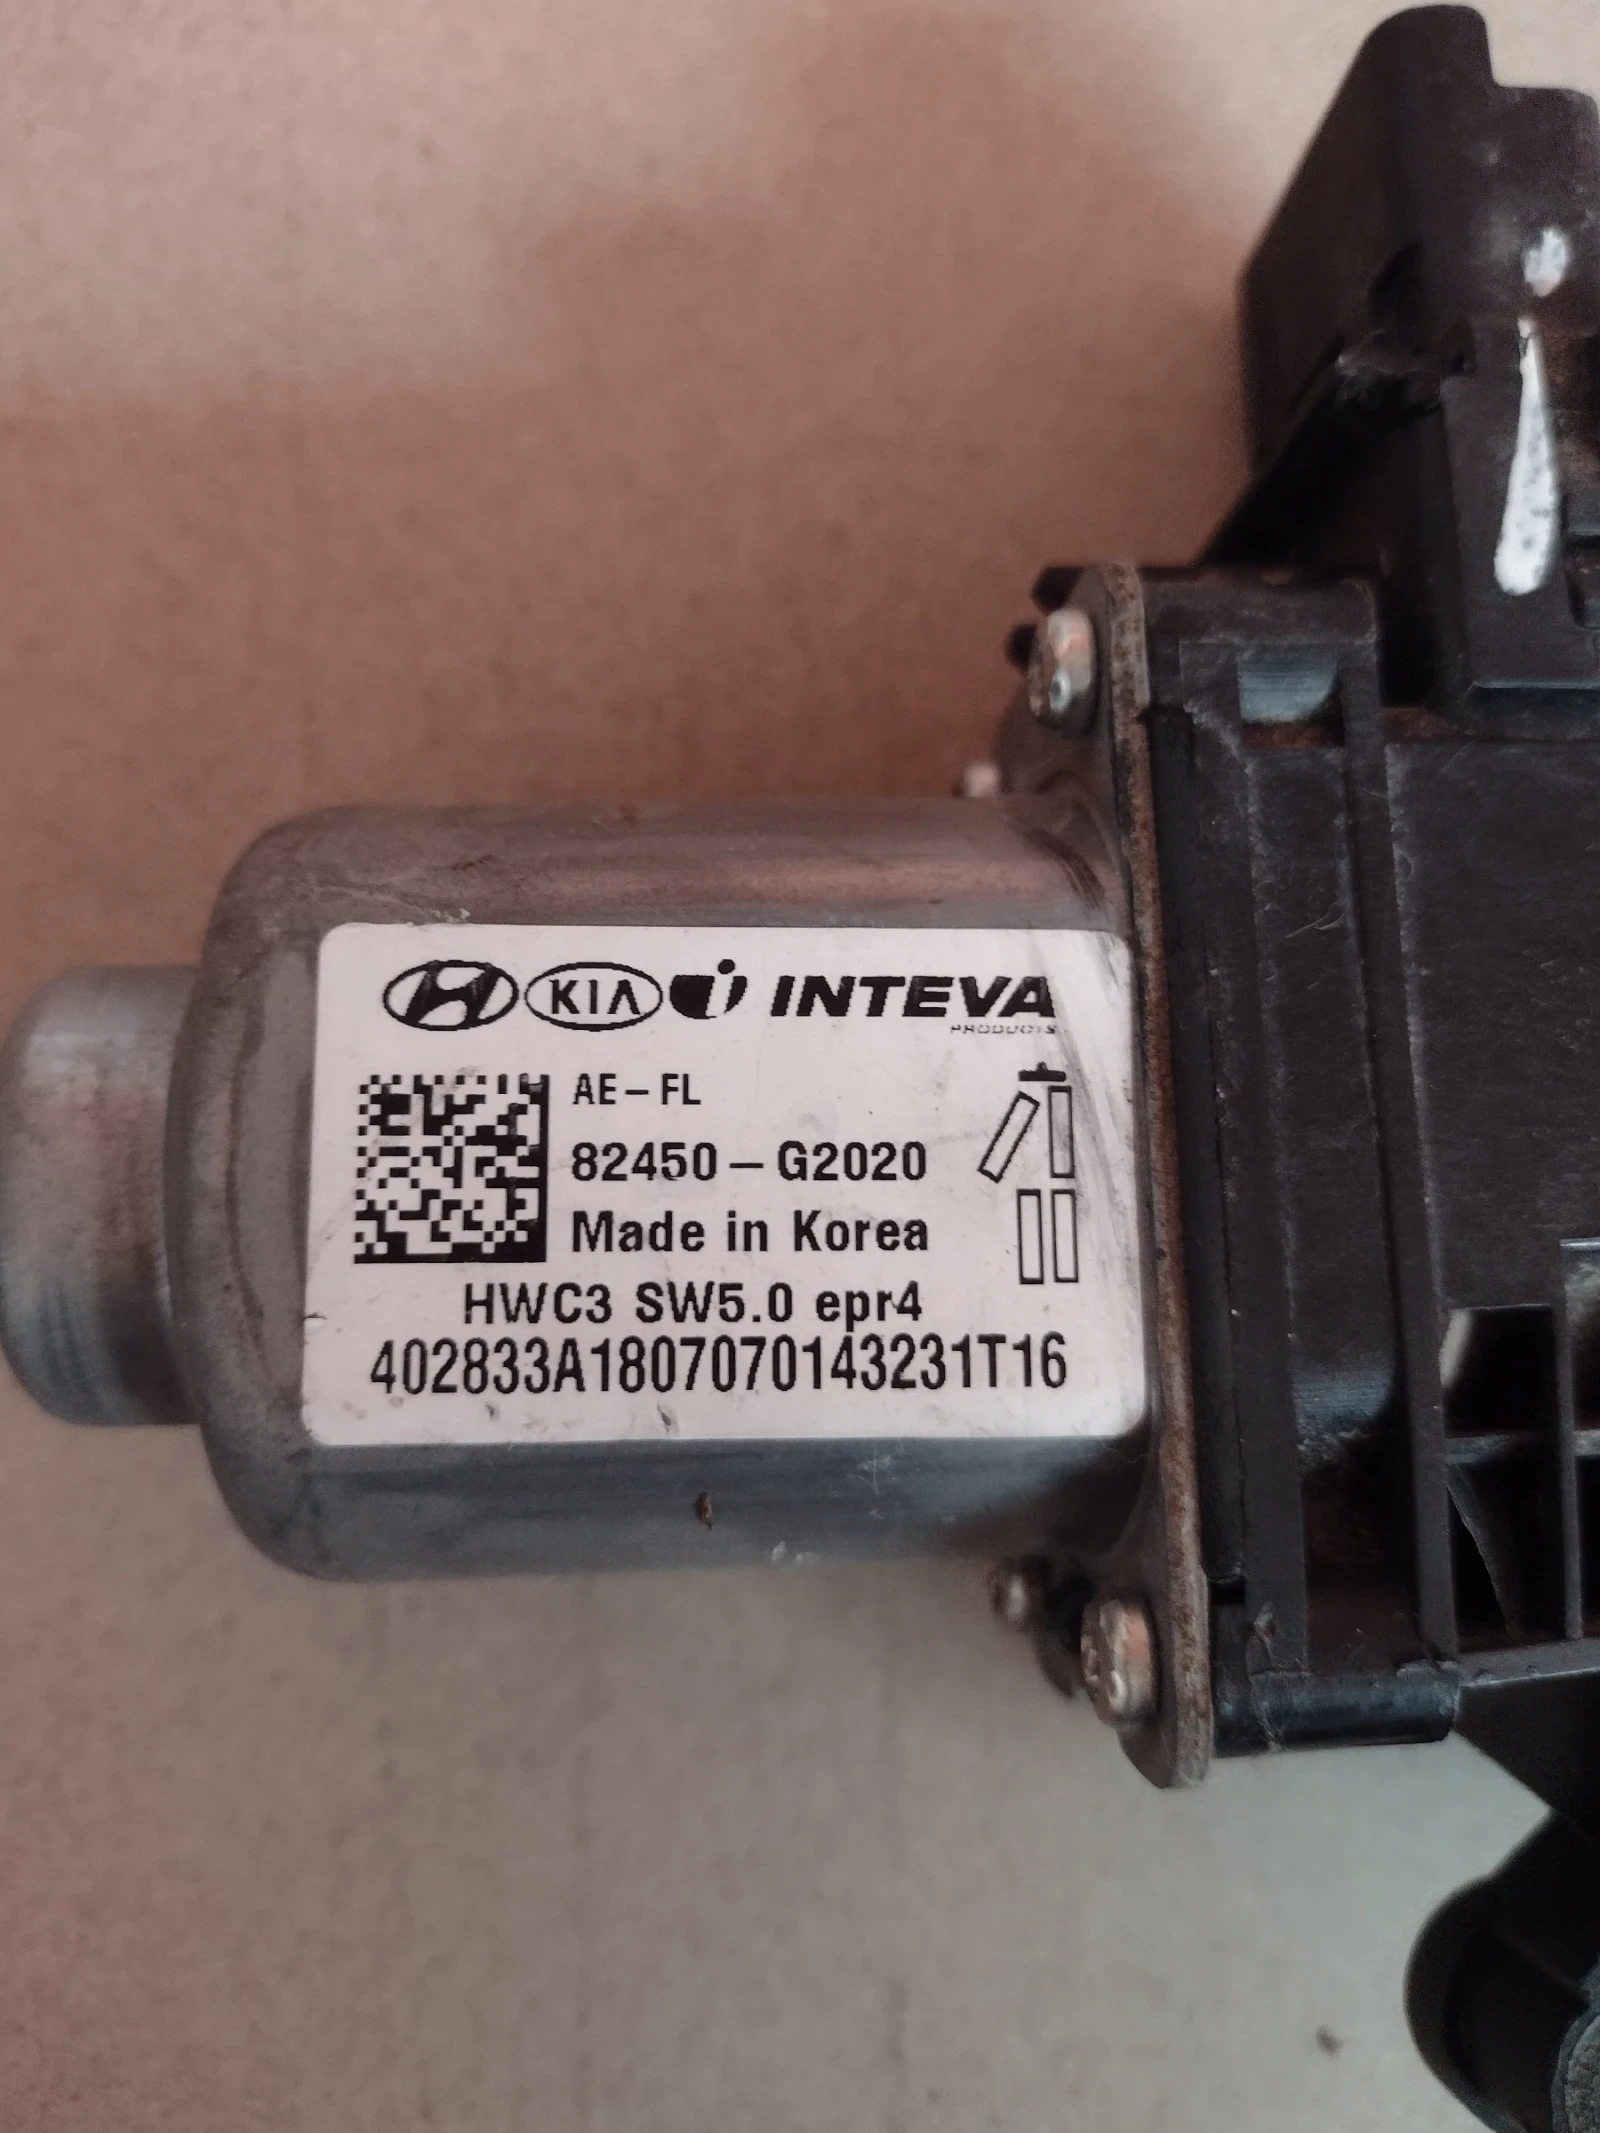 KIA INTEVA
PRODUCTS
AE-FL
82450-G2020
Made in Korea
HWC3 SW5.0 epr4
402833A1807070143231T16